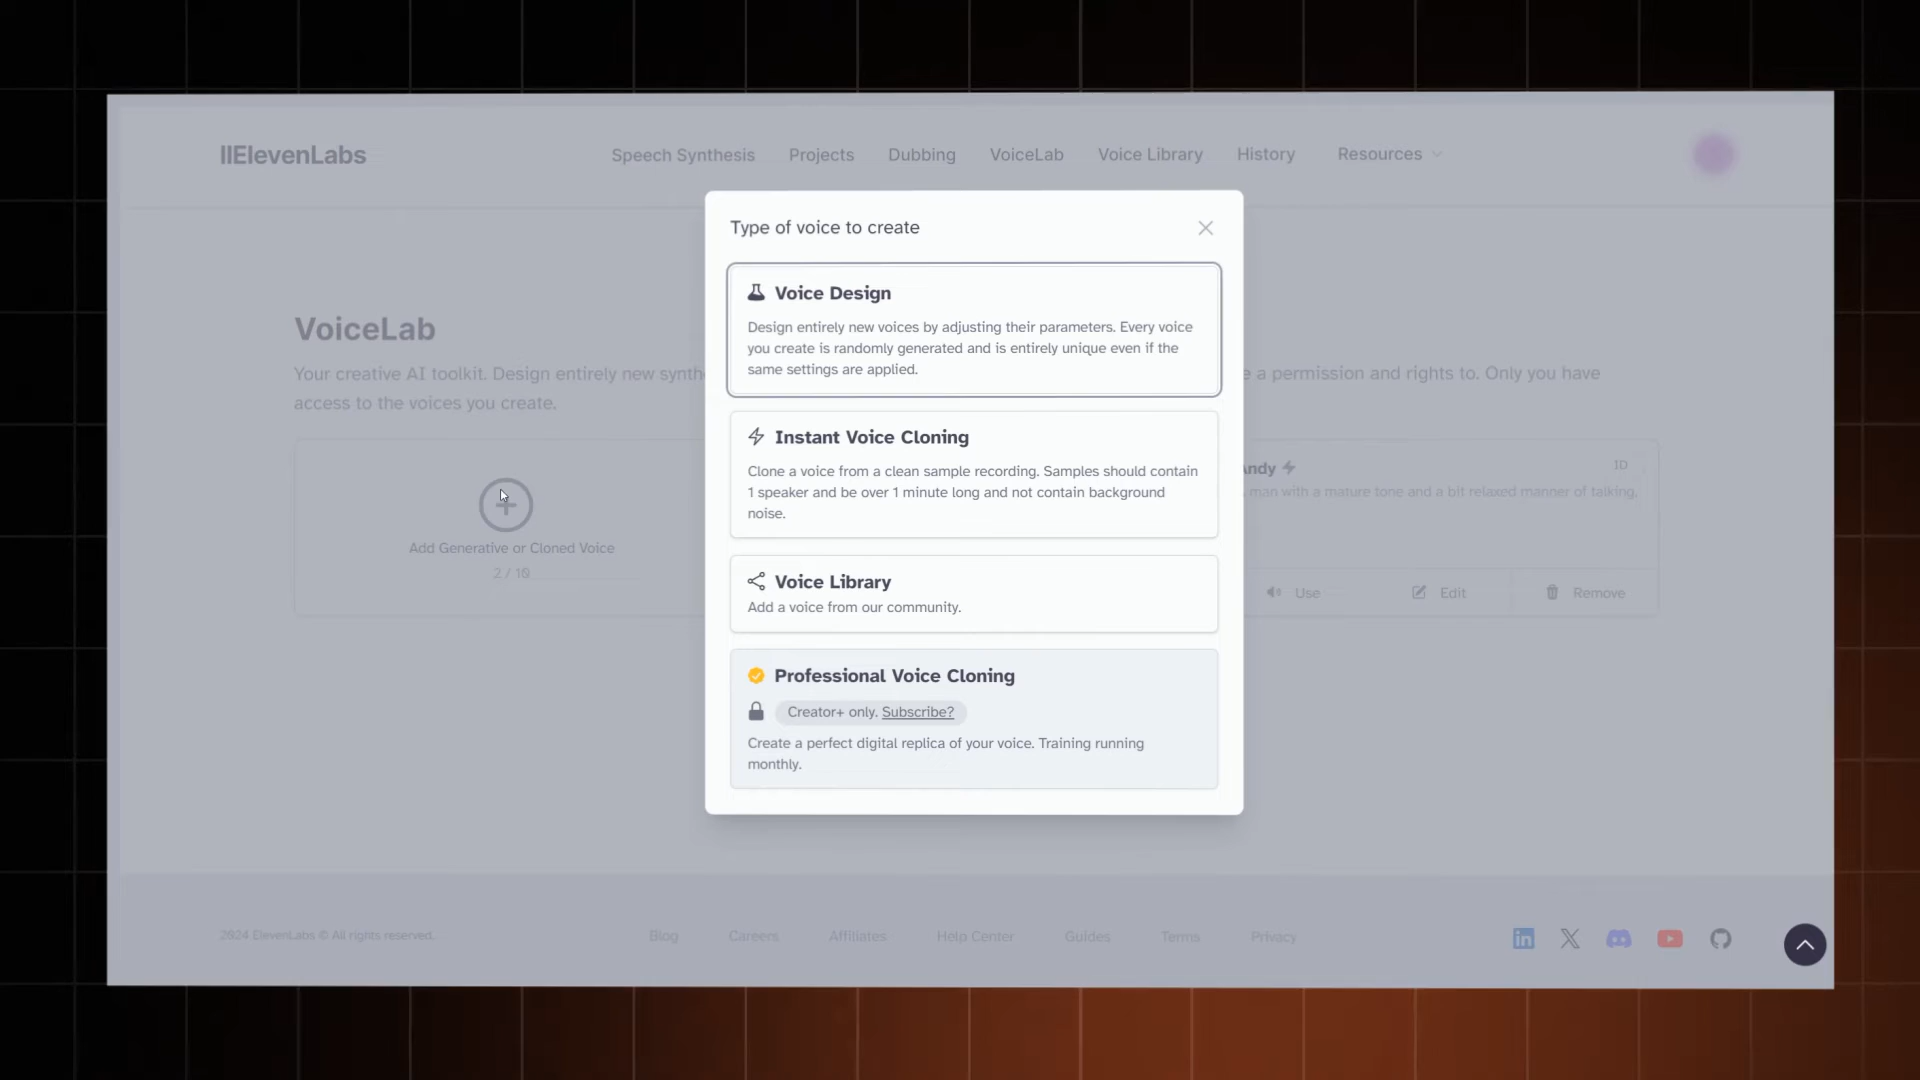 IIElevenLabs
Speech Synthesis Projects Dubbing VoiceLab Voice Library History Resources
Type of voice to create
Voice Design
Design entirely new voices by adjusting their parameters. Every voice
you create is randomly generated and is entirely unique even if the
same settings are applied.
VoiceLab
Your creative AI toolkit. Design entirely new
a permission and rights to. Only you have
access to the voices you create.
Instant Voice Cloning
Clone a voice from a clean sample recording. Samples should contain
1 speaker and be over 1 minute long and not contain background
noise.
Add Generative or Cloned Voice
2 / 10
ID
man with a mature tone and a bit relaxed manner of talking.
Use Edit Remove
Voice Library
Add a voice from our community.
Professional Voice Cloning
Creator+ only. Subscribe?
Create a perfect digital replica of your voice. Training running
monthly.
2024 ElevenLabs © All rights reserved.
Blog Careers Affiliates Help Center Guides Terms Privacy